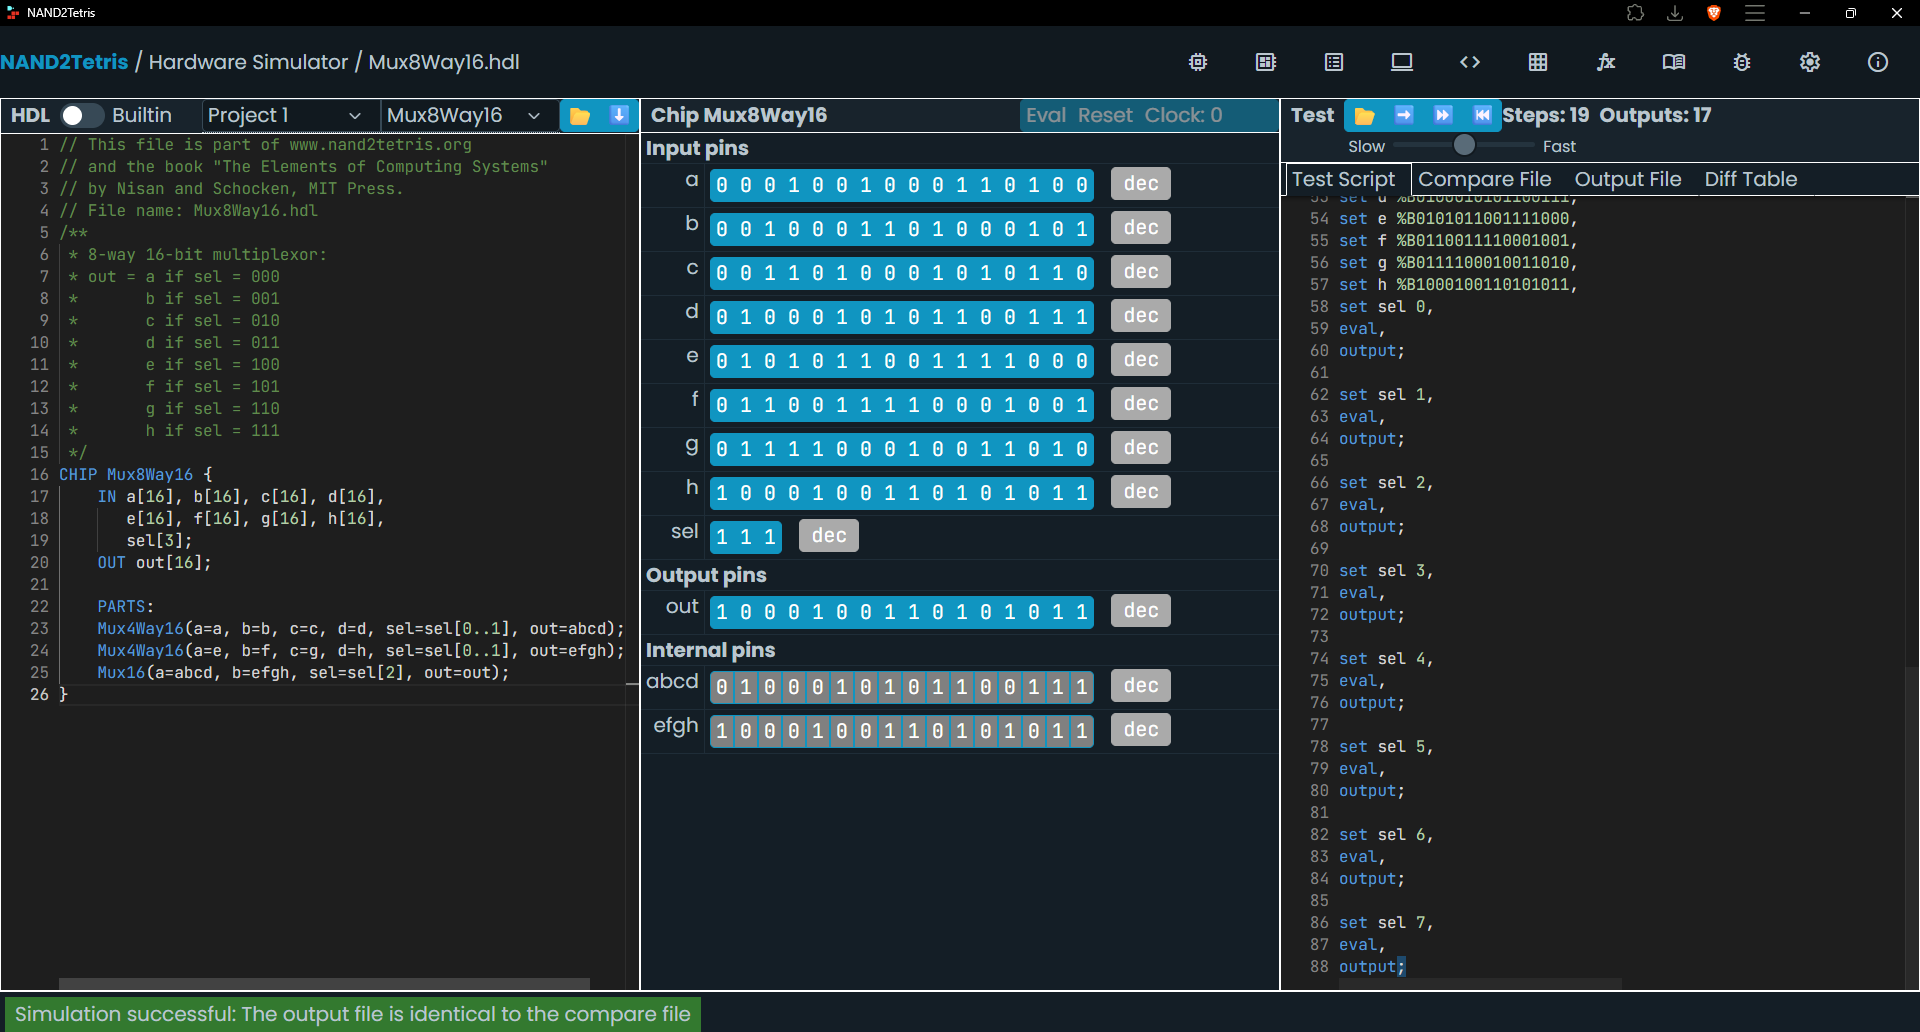 NAND2Tetris
NAND2Tetris / Hardware Simulator / Mux8Way16.hdl
HDL Builtin Project 1 Mux8Way16
1 // This file is part of www.nand2tetris.org
2 // and the book "The Elements of Computing Systems"
3 // by Nisan and Schocken, MIT Press.
4 // File name: Mux8Way16.hdl
5 /**
6 * 8-way 16-bit multiplexor:
7 * out = a if sel = 000
8 * b if sel = 001
9 * c if sel = 010
10 * d if sel = 011
11 * e if sel = 100
12 * f if sel = 101
13 * g if sel = 110
14 * h if sel = 111
15 */
16 CHIP Mux8Way16 {
17 IN a[16], b[16], c[16], d[16],
18 e[16], f[16], g[16], h[16],
19 sel[3];
20 OUT out[16];
21
22 PARTS:
23 Mux4Way16(a=a, b=b, c=c, d=d, sel=sel[0..1], out=abcd);
24 Mux4Way16(a=e, b=f, c=g, d=h, sel=sel[0..1], out=efgh);
25 Mux16(a=abcd, b=efgh, sel=sel[2], out=out);
26 }
Chip Mux8Way16 Eval Reset Clock: 0
Input pins
a 0 0 0 1 0 0 1 0 0 0 1 1 0 1 0 0 dec
b 0 0 1 0 0 0 1 1 0 1 0 0 0 1 0 1 dec
c 0 0 1 1 0 1 0 0 0 1 0 1 0 1 1 0 dec
d 0 1 0 0 0 1 0 1 0 1 1 0 0 1 1 1 dec
e 0 1 0 1 0 1 1 0 0 1 1 1 1 0 0 0 dec
f 0 1 1 0 0 1 1 1 1 0 0 0 1 0 0 1 dec
g 0 1 1 1 1 0 0 0 1 0 0 1 1 0 1 0 dec
h 1 0 0 0 1 0 0 1 1 0 1 0 1 0 1 1 dec
sel 1 1 1 dec
Output pins
out 1 0 0 0 1 0 0 1 1 0 1 0 1 0 1 1 dec
Internal pins
abcd 0 1 0 0 0 1 0 1 0 1 1 0 0 1 1 1 dec
efgh 1 0 0 0 1 0 0 1 1 0 1 0 1 0 1 1 dec
Test Steps: 19 Outputs: 17
Slow Fast
Test Script Compare File Output File Diff Table
53 set d %B0100010101100111,
54 set e %B0101011001111000,
55 set f %B0110011110001001,
56 set g %B0111100010011010,
57 set h %B1000100110101011,
58 set sel 0,
59 eval,
60 output;
61
62 set sel 1,
63 eval,
64 output;
65
66 set sel 2,
67 eval,
68 output;
69
70 set sel 3,
71 eval,
72 output;
73
74 set sel 4,
75 eval,
76 output;
77
78 set sel 5,
79 eval,
80 output;
81
82 set sel 6,
83 eval,
84 output;
85
86 set sel 7,
87 eval,
88 output;
Simulation successful: The output file is identical to the compare file